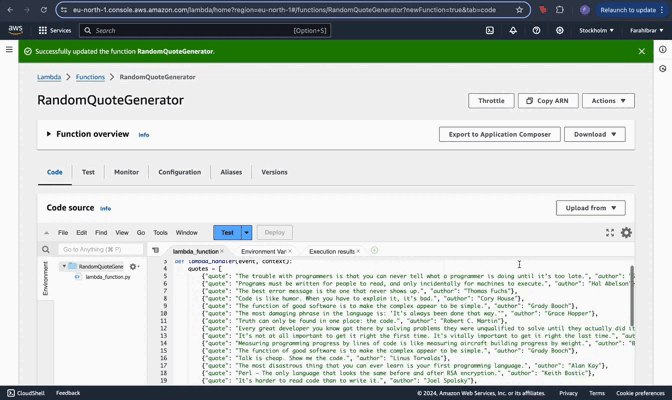 eu-north-1.console.aws.amazon.com/lambda/home?region=eu-north-1#/functions/RandomQuoteGenerator?newFunction=true&tab=code
Relaunch to update
aws
Services
Search
[Option+S]
Stockholm
Farahlbrar
Successfully updated the function RandomQuoteGenerator.
Lambda
Functions
RandomQuoteGenerator
RandomQuoteGenerator
Throttle
Copy ARN
Actions
Function overview Info
Export to Application Composer
Download
Code
Test
Monitor
Configuration
Aliases
Versions
Code source Info
Upload from
File Edit Find View Go Tools Window
Test
Deploy
Go to Anything (⌘ P)
lambda_function
Environment Var
Execution results
Environment
RandomQuoteGene
lambda_function.py
3 def lambda_handler(event, context):
4 quotes = [
5 {"quote": "The trouble with programmers is that you can never tell what a programmer is doing until it's too late.", "author":
6 {"quote": "Programs must be written for people to read, and only incidentally for machines to execute.", "author": "Hal Abelson"
7 {"quote": "The best error message is the one that never shows up.", "author": "Thomas Fuchs"},
8 {"quote": "Code is like humor. When you have to explain it, it's bad.", "author": "Cory House"},
9 {"quote": "The function of good software is to make the complex appear to be simple.", "author": "Grady Booch"},
10 {"quote": "The most damaging phrase in the language is: 'It's always been done that way.'", "author": "Grace Hopper"},
11 {"quote": "Truth can only be found in one place: the code.", "author": "Robert C. Martin"},
12 {"quote": "Every great developer you know got there by solving problems they were unqualified to solve until they actually did it
13 {"quote": "It's not at all important to get it right the first time. It's vitally important to get it right the last time.", "author":
14 {"quote": "Measuring programming progress by lines of code is like measuring aircraft building progress by weight.", "author":
15 {"quote": "The function of good software is to make the complex appear to be simple.", "author": "Grady Booch"},
16 {"quote": "Talk is cheap. Show me the code.", "author": "Linus Torvalds"},
17 {"quote": "The most disastrous thing that you can ever learn is your first programming language.", "author": "Alan Kay"},
18 {"quote": "Perl – The only language that looks the same before and after RSA encryption.", "author": "Keith Bostic"},
19 {"quote": "It's harder to read code than to write it.", "author": "Joel Spolsky"},
CloudShell
Feedback
© 2024, Amazon Web Services, Inc. or its affiliates.
Privacy
Terms
Cookie preferences